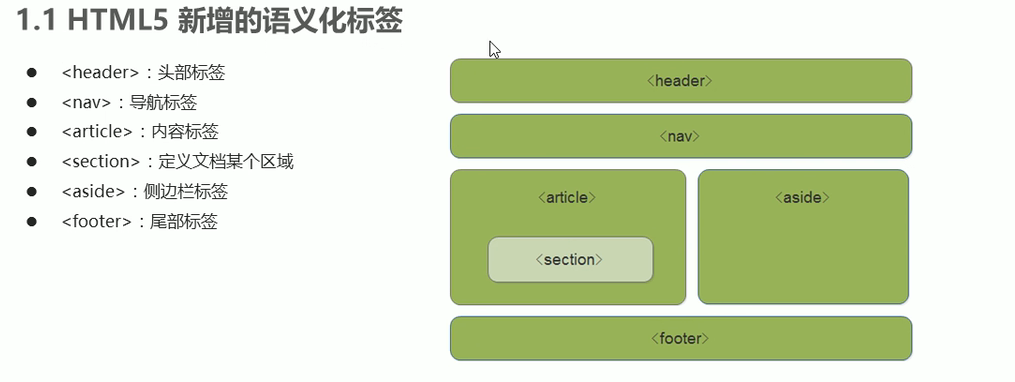 1.1 HTML5 新增的语义化标签
<header>：头部标签
<nav>：导航标签
<article>：内容标签
<section>：定义文档某个区域
<aside>：侧边栏标签
<footer>：尾部标签
<header>
<nav>
<article>
<aside>
<section>
<footer>